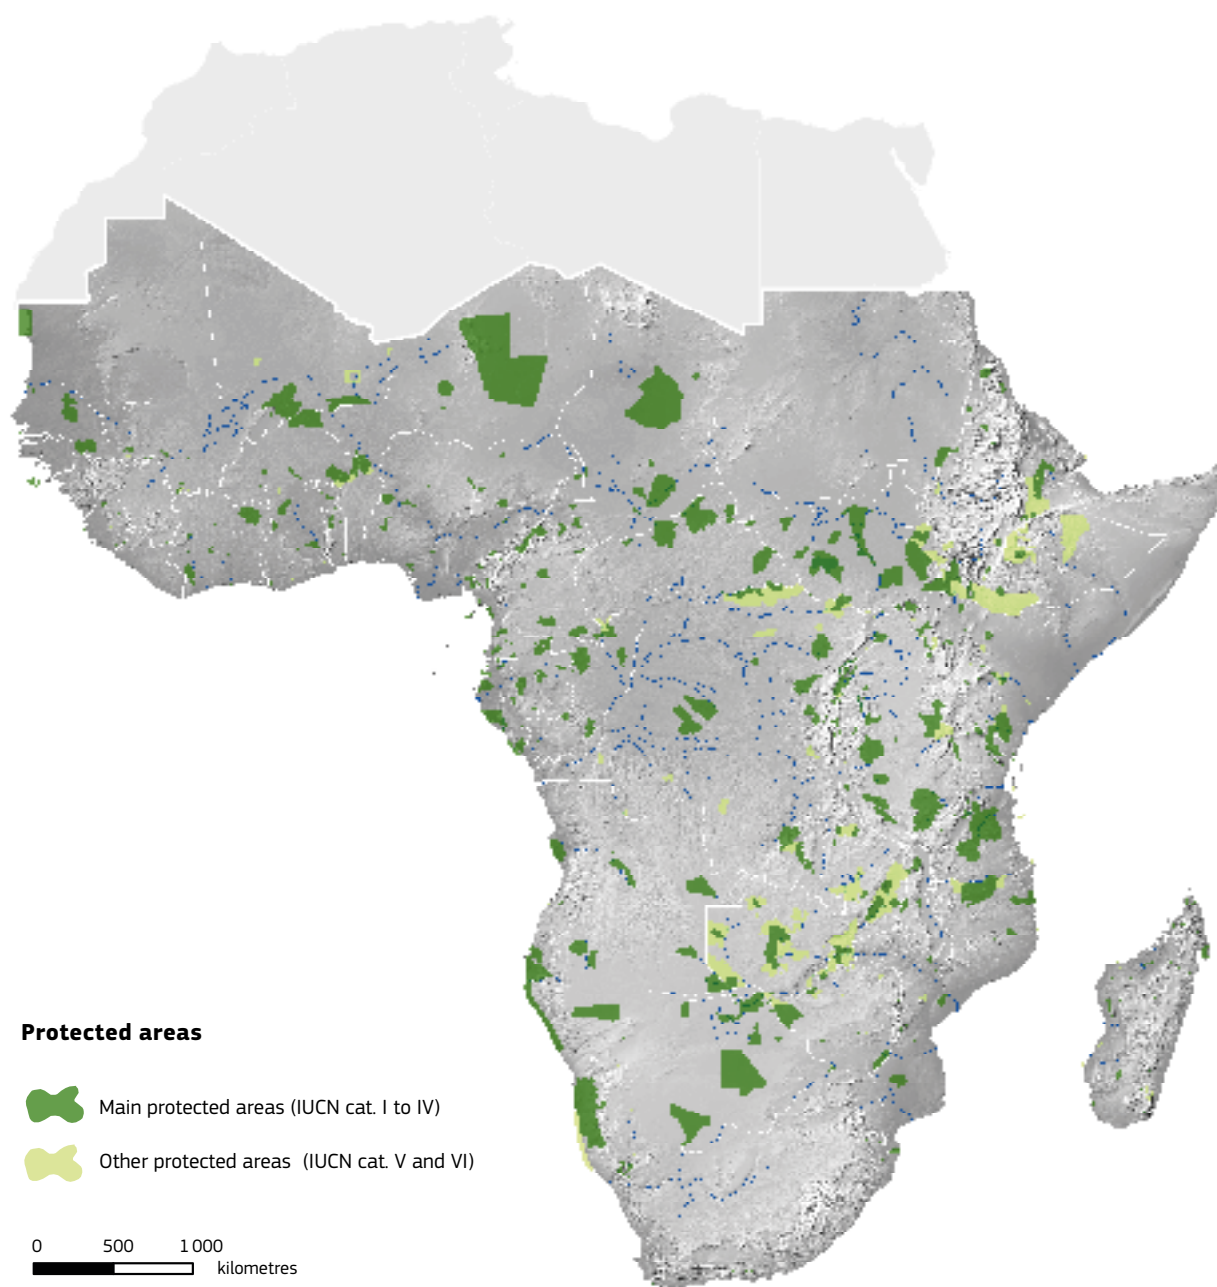 Protected areas
Main protected areas (IUCN cat. I to IV)
Other protected areas (IUCN cat. V and VI)
0 500 1 000
kilometres